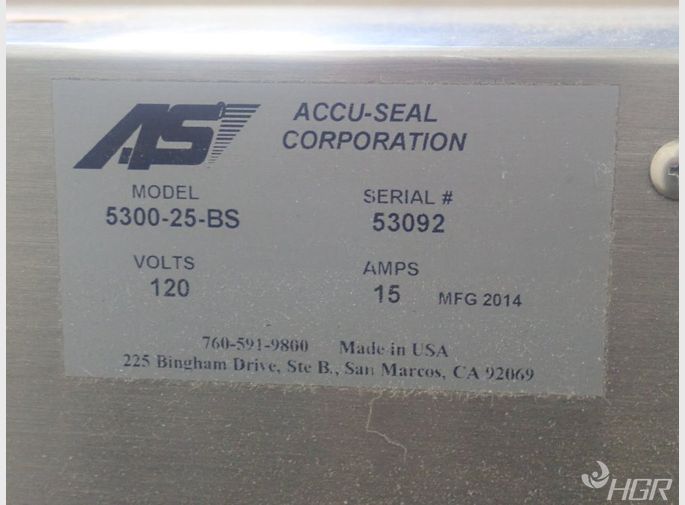 AS
ACCU-SEAL
CORPORATION
MODEL
5300-25-BS
SERIAL #
53092
VOLTS
120
AMPS
15 MFG 2014
760-591-9800 Made in USA
225 Bingham Drive, Ste B., San Marcos, CA 92069
HGR